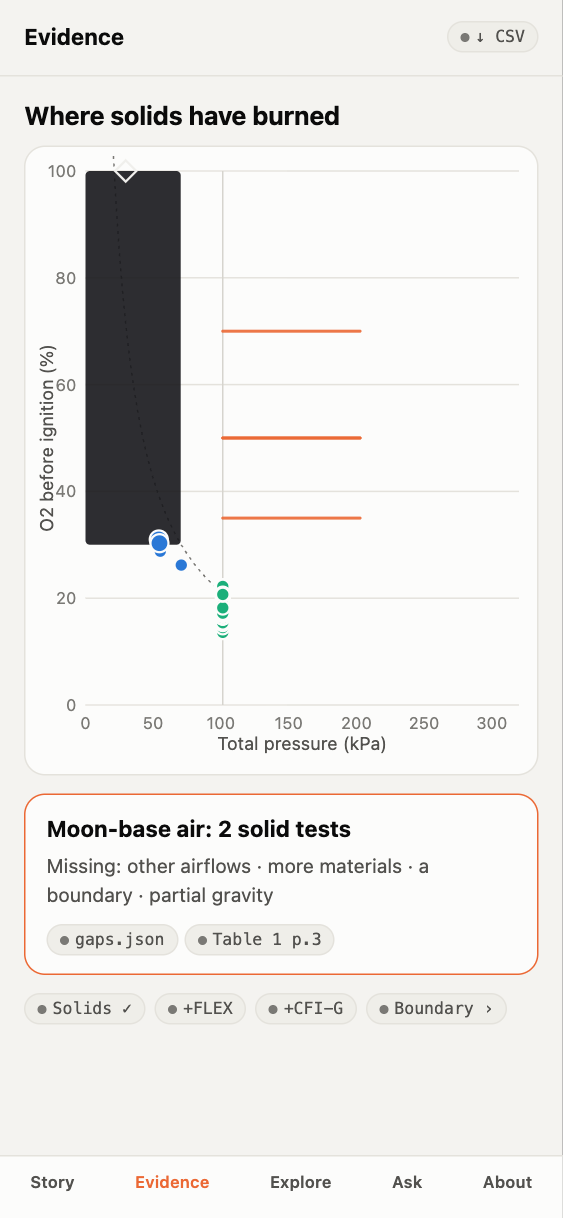 Evidence
↓ CSV
Where solids have burned
100
80
60
40
20
0
O2 before ignition (%)
0 50 100 150 200 250 300
Total pressure (kPa)
Moon-base air: 2 solid tests
Missing: other airflows · more materials · a
boundary · partial gravity
gaps.json Table 1 p.3
Solids ✓ +FLEX +CFI–G Boundary ›
Story Evidence Explore Ask About